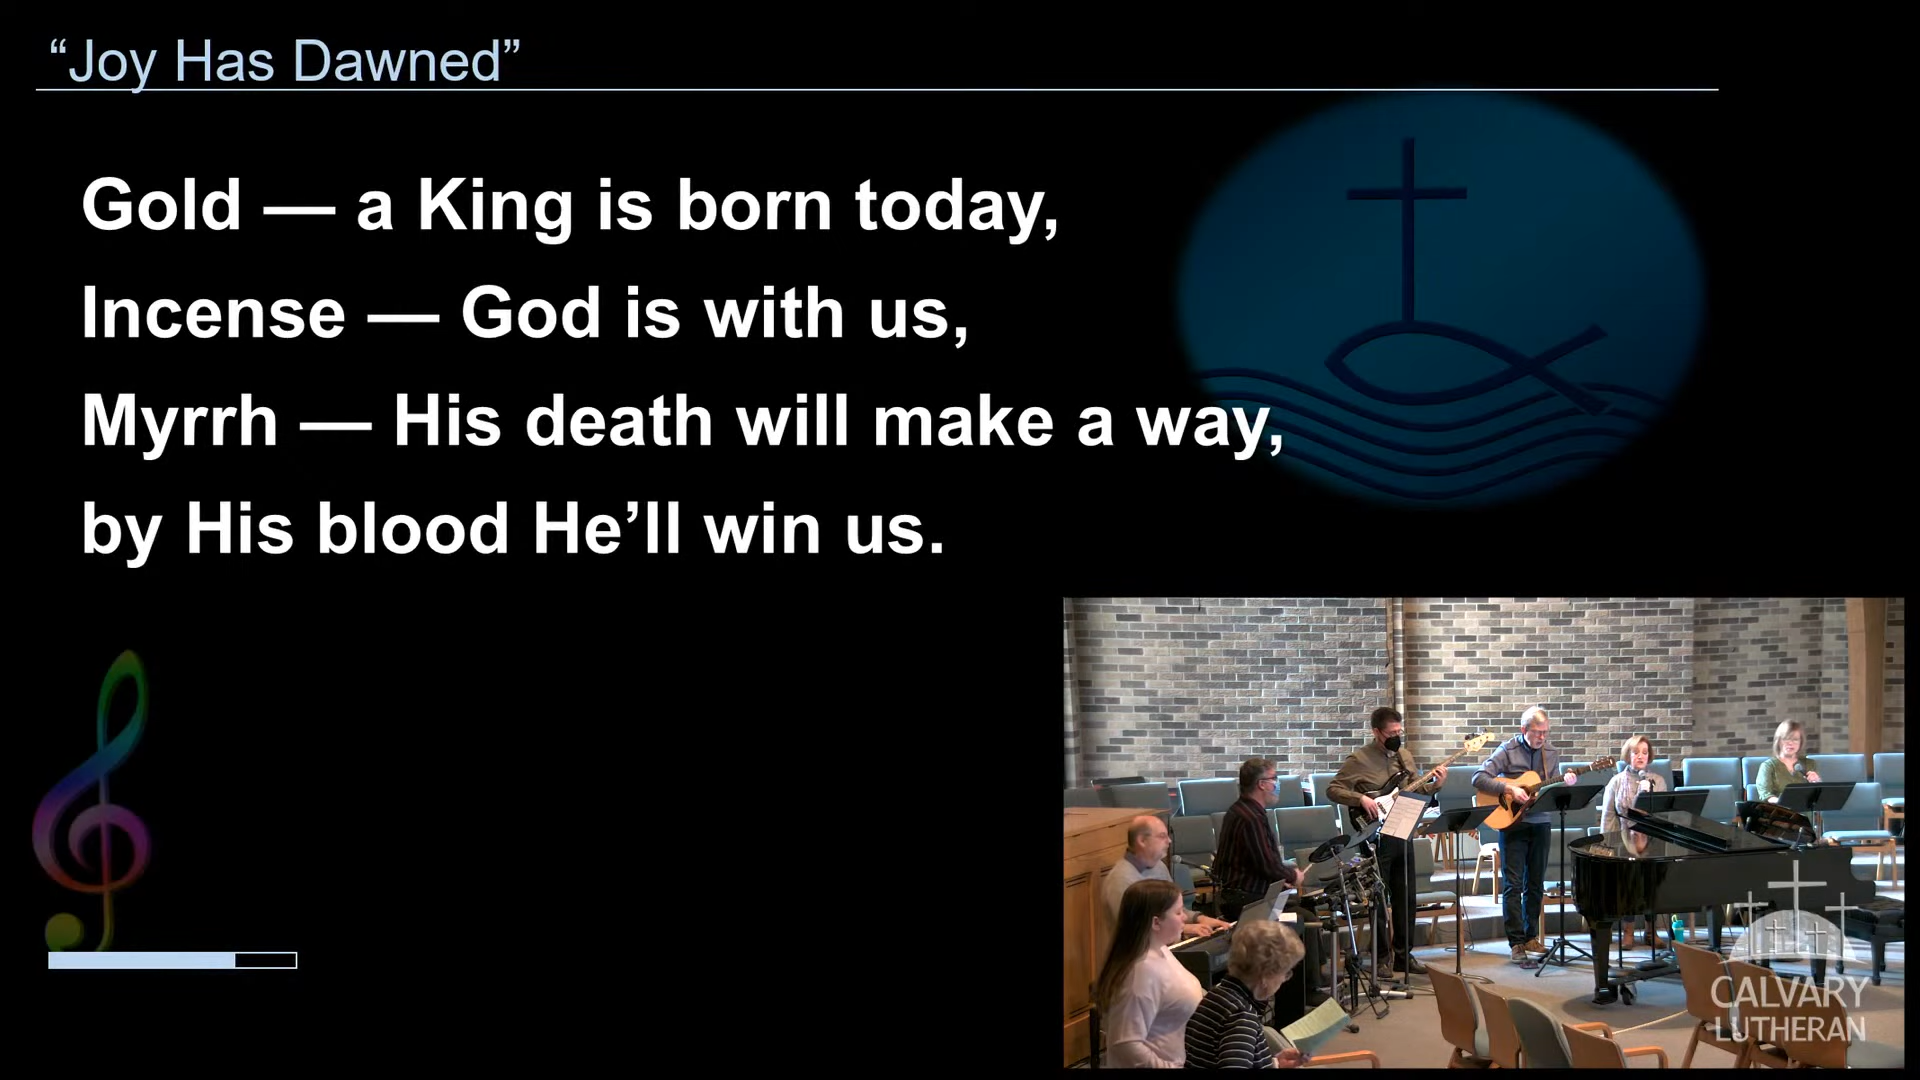 “Joy Has Dawned”
Gold — a King is born today,
Incense — God is with us,
Myrrh — His death will make a way,
by His blood He’ll win us.
CALVARY
LUTHERAN